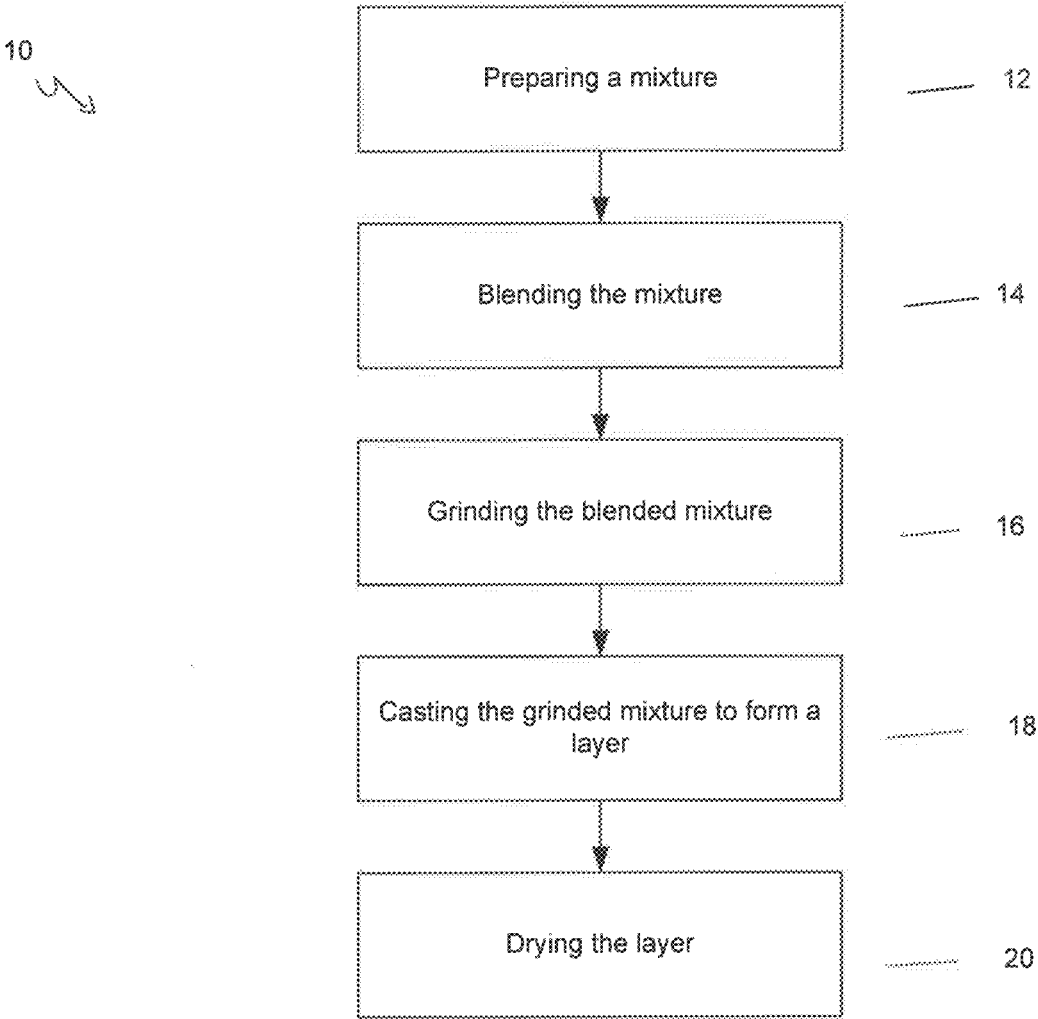 10
Preparing a mixture
12
Blending the mixture
14
Grinding the blended mixture
16
Casting the grinded mixture to form a
layer
18
Drying the layer
20